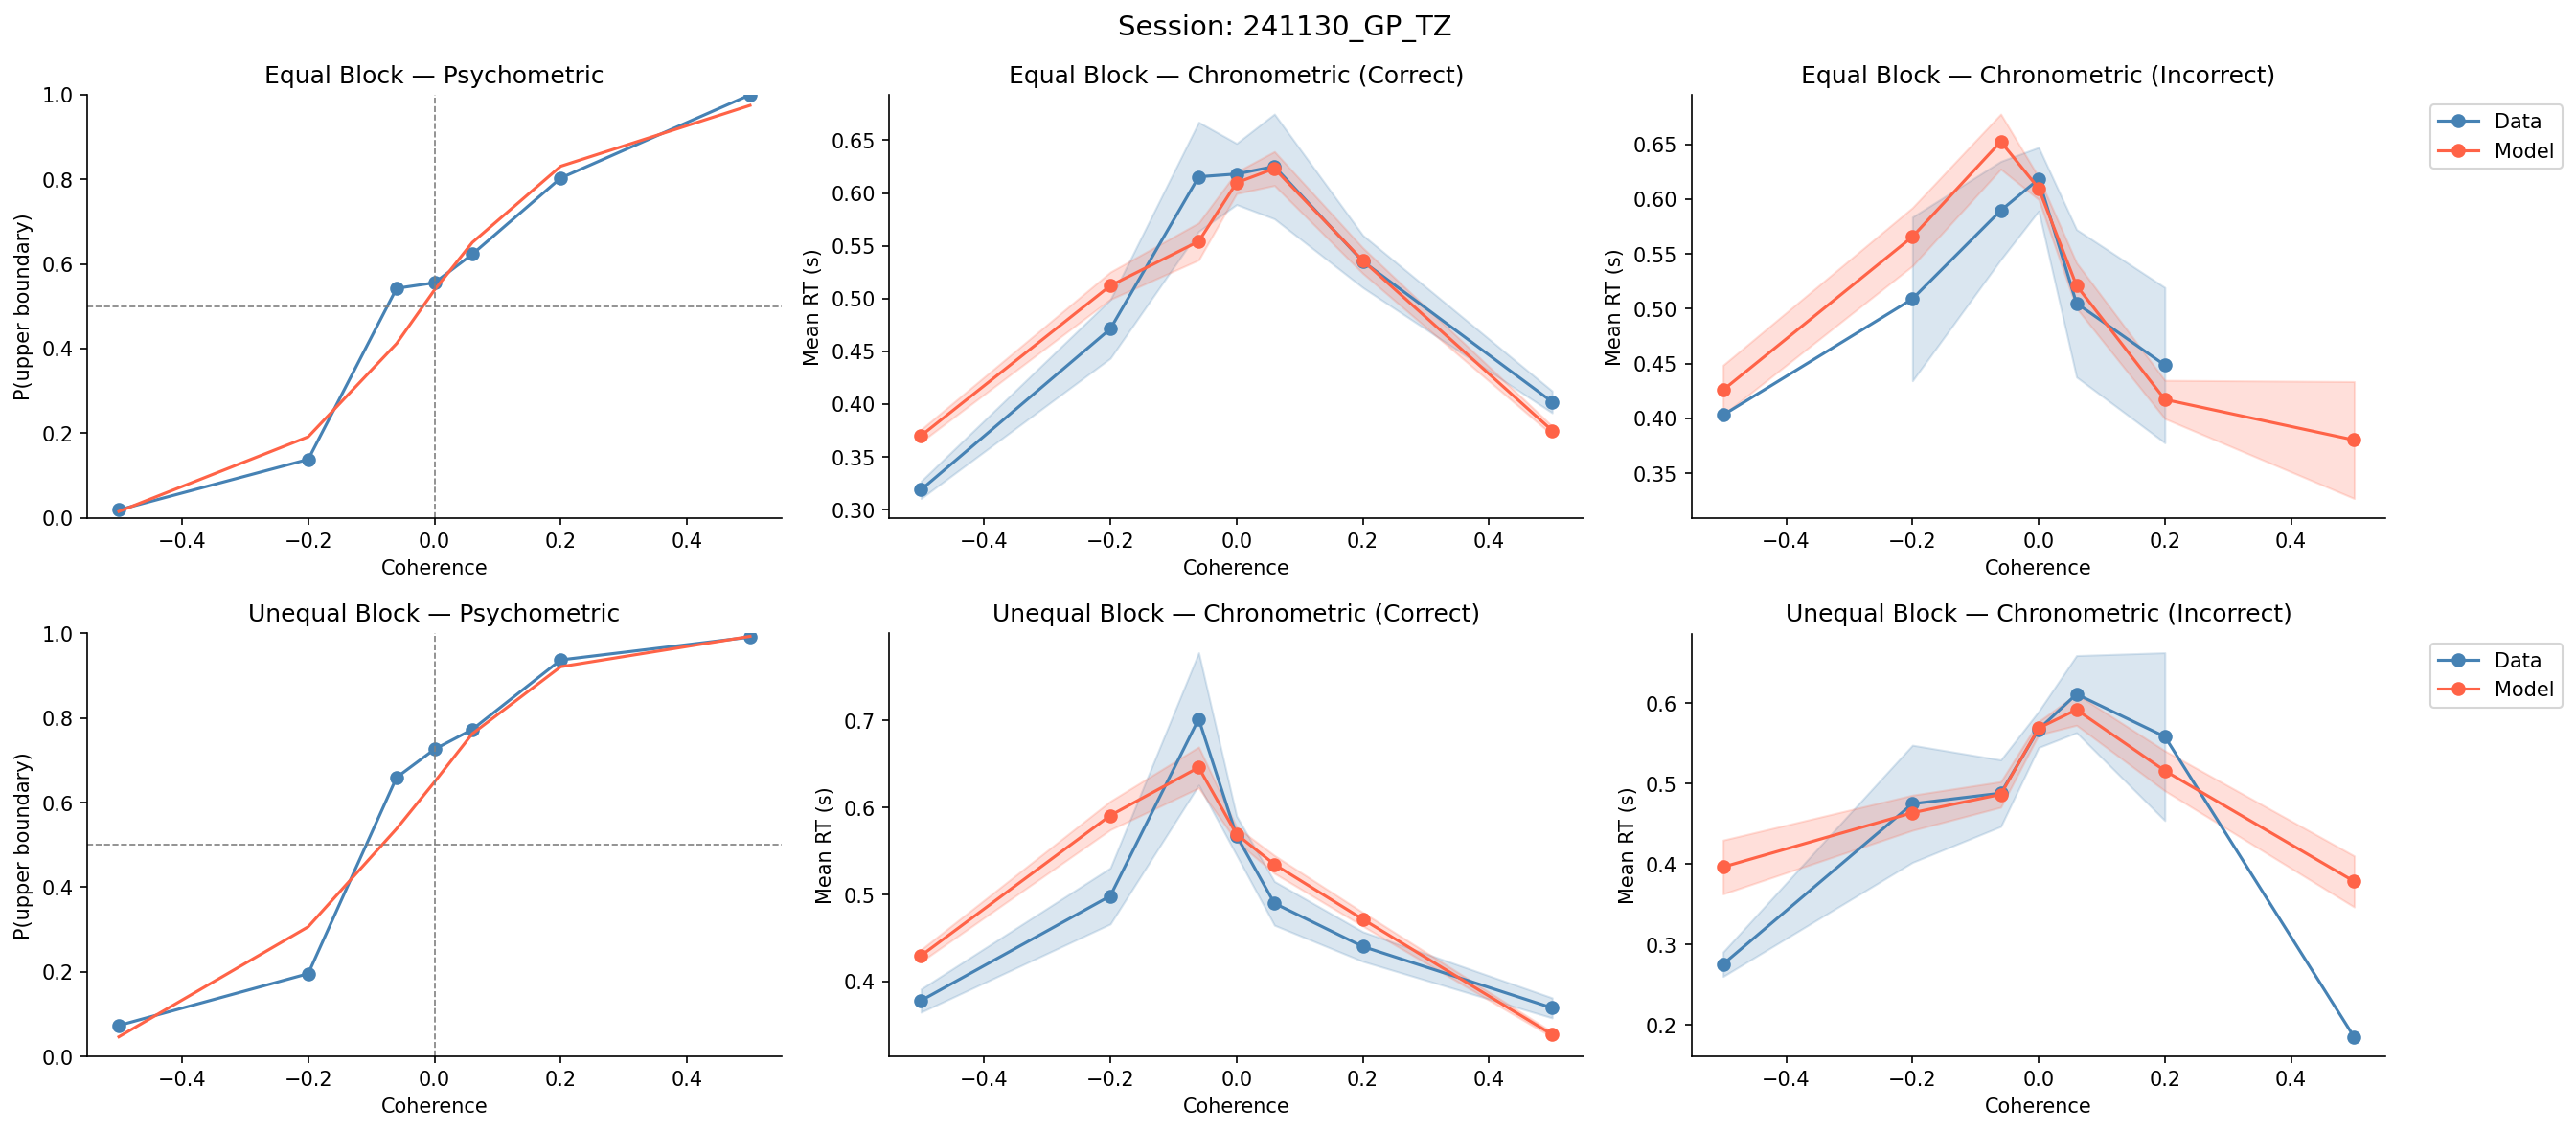 Session: 241130_GP_TZ
Equal Block — Psychometric
1.0
0.8
0.6
0.4
0.2
0.0
P(upper boundary)
−0.4
−0.2
0.0
0.2
0.4
Coherence
Equal Block — Chronometric (Correct)
0.65
0.60
0.55
0.50
0.45
0.40
0.35
0.30
Mean RT (s)
−0.4
−0.2
0.0
0.2
0.4
Coherence
Equal Block — Chronometric (Incorrect)
0.65
0.60
0.55
0.50
0.45
0.40
0.35
Mean RT (s)
−0.4
−0.2
0.0
0.2
0.4
Coherence
Data
Model
Unequal Block — Psychometric
1.0
0.8
0.6
0.4
0.2
0.0
P(upper boundary)
−0.4
−0.2
0.0
0.2
0.4
Coherence
Unequal Block — Chronometric (Correct)
0.7
0.6
0.5
0.4
Mean RT (s)
−0.4
−0.2
0.0
0.2
0.4
Coherence
Unequal Block — Chronometric (Incorrect)
0.6
0.5
0.4
0.3
0.2
Mean RT (s)
−0.4
−0.2
0.0
0.2
0.4
Coherence
Data
Model